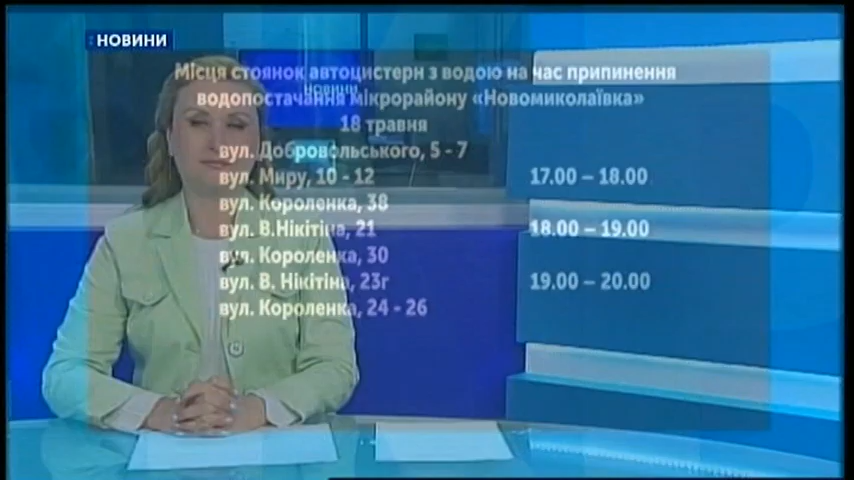 НОВИНИ
Місця стоянок автоцистерн з водою на час припинення
водопостачання мікрорайону «Новомиколаївка»
НОВИНИ
18 травня
вул. Добровольського, 5 - 7
вул. Миру, 10 - 12 17.00 – 18.00
вул. Короленка, 38
вул. В.Нікітіна, 21 18.00 – 19.00
вул. Короленка, 30
вул. В. Нікітіна, 23г 19.00 – 20.00
вул. Короленка, 24 - 26